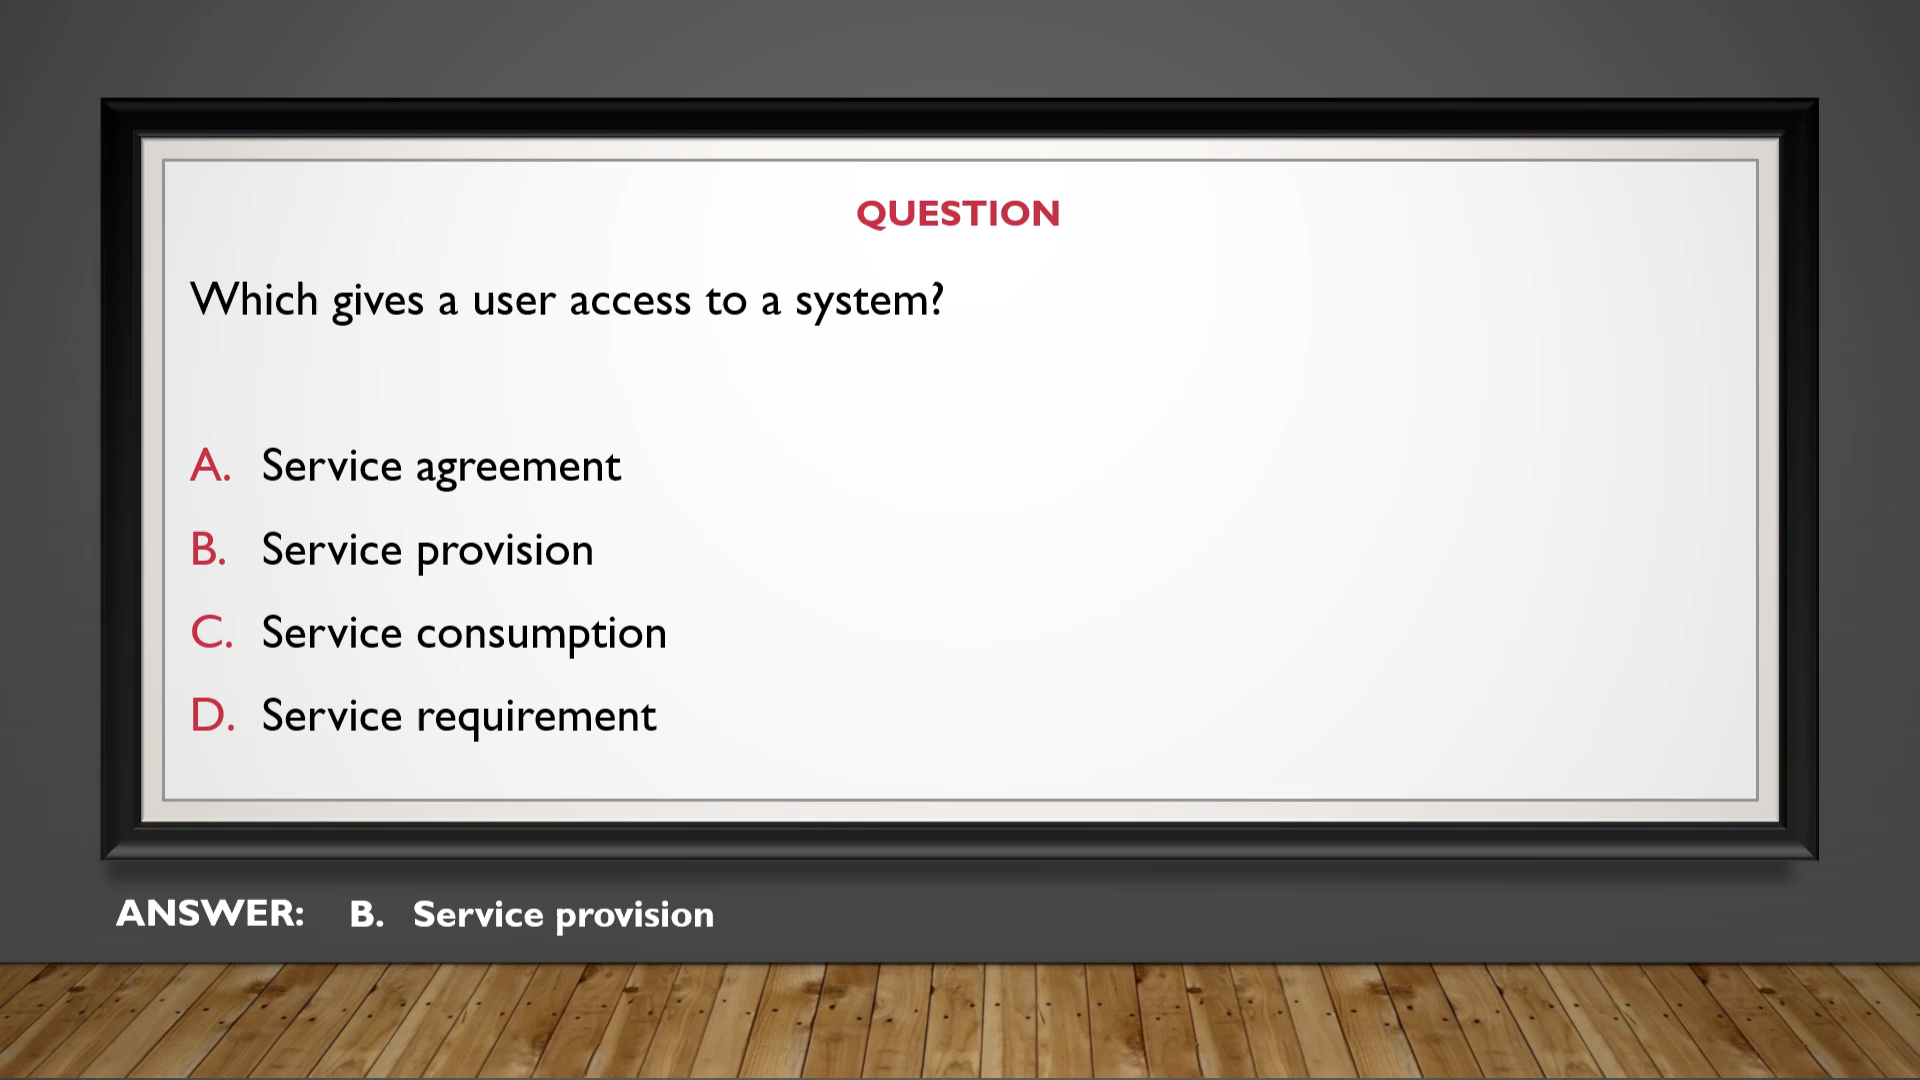 QUESTION
Which gives a user access to a system?
A. Service agreement
B. Service provision
C. Service consumption
D. Service requirement
ANSWER: B. Service provision